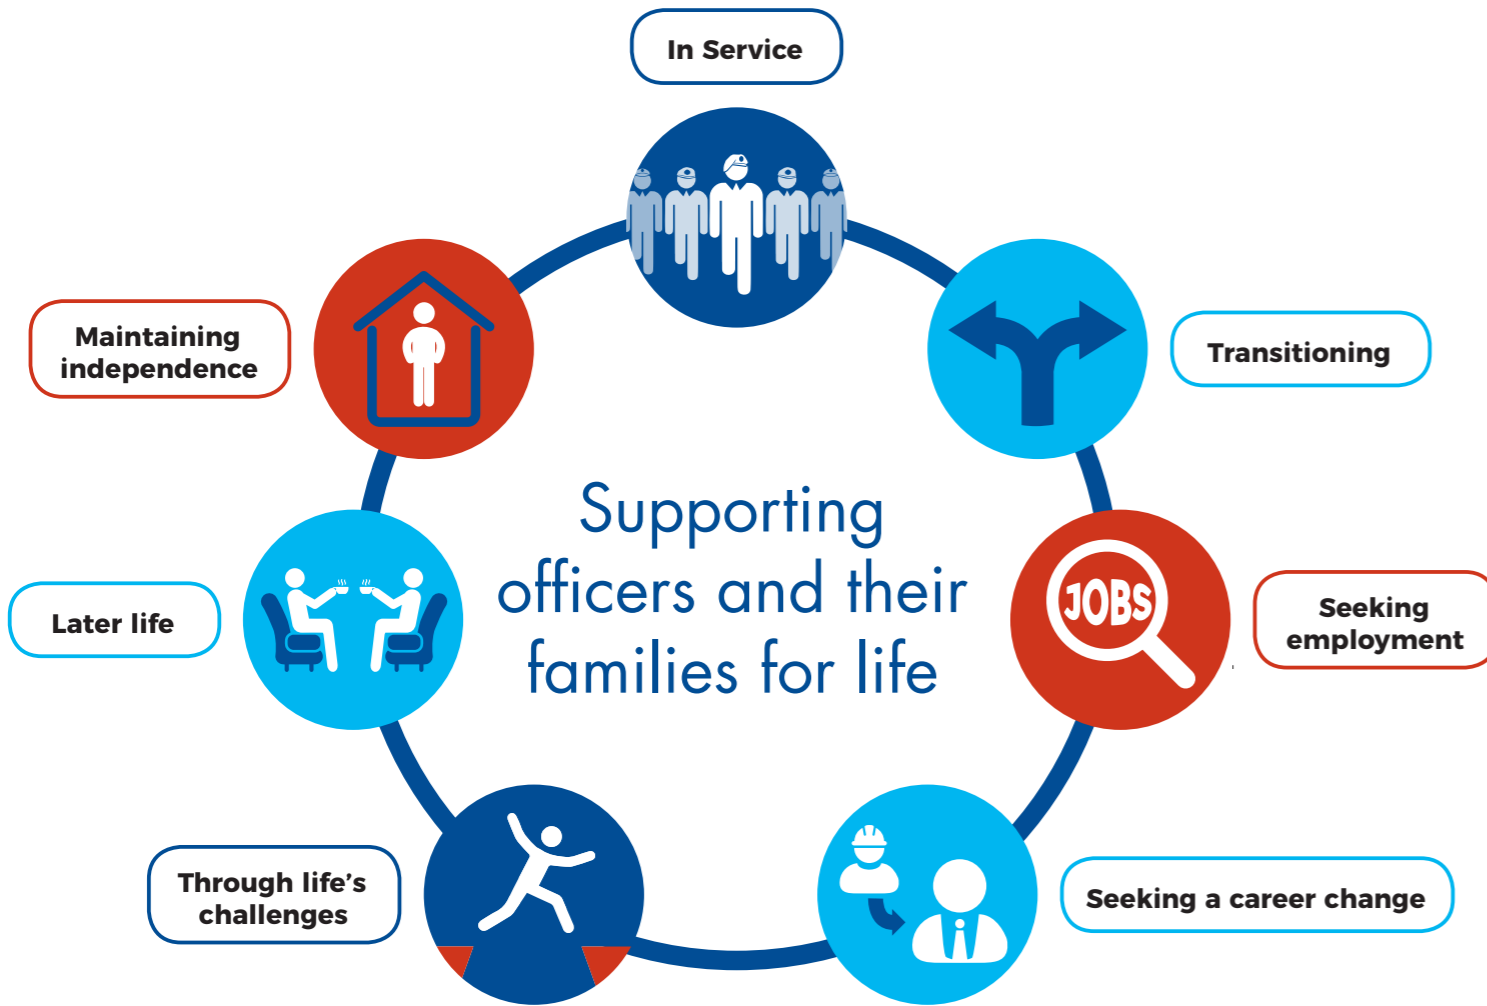 In Service
Maintaining
independence
Transitioning
Supporting
officers and their
families for life
JOBS
Later life
Seeking
employment
Through life's
challenges
Seeking a career change